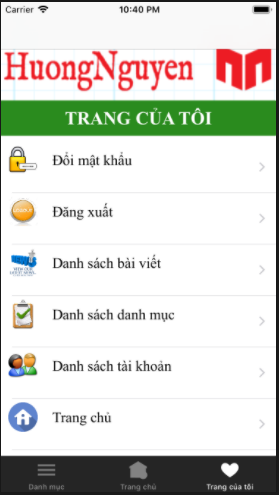 Carrier 10:40 PM
HuongNguyen
TRANG CỦA TÔI
Đổi mật khẩu
Đăng xuất
Danh sách bài viết
Danh sách danh mục
Danh sách tài khoản
Trang chủ
Danh mục Trang chủ Trang của tôi